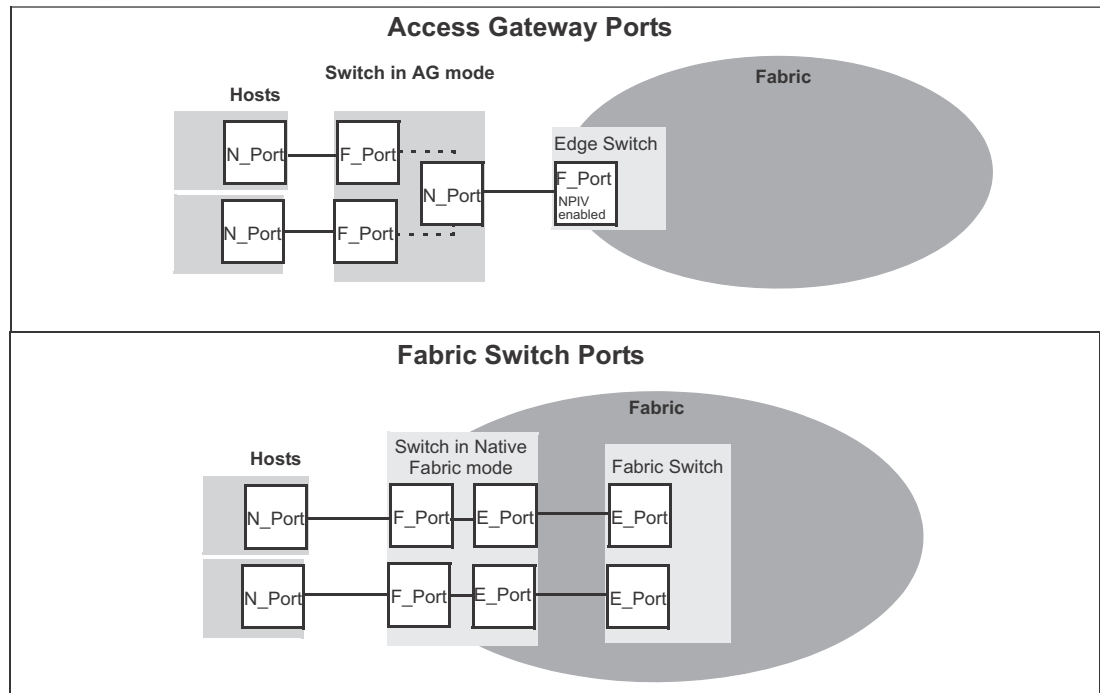 Access Gateway Ports
Switch in AG mode
Fabric
Hosts
Edge Switch
N_Port
F_Port
N_Port
F_Port
NPIV
enabled
N_Port
F_Port
Fabric Switch Ports
Fabric
Switch in Native
Fabric mode
Hosts
Fabric Switch
N_Port
F_Port
E_Port
E_Port
N_Port
F_Port
E_Port
E_Port